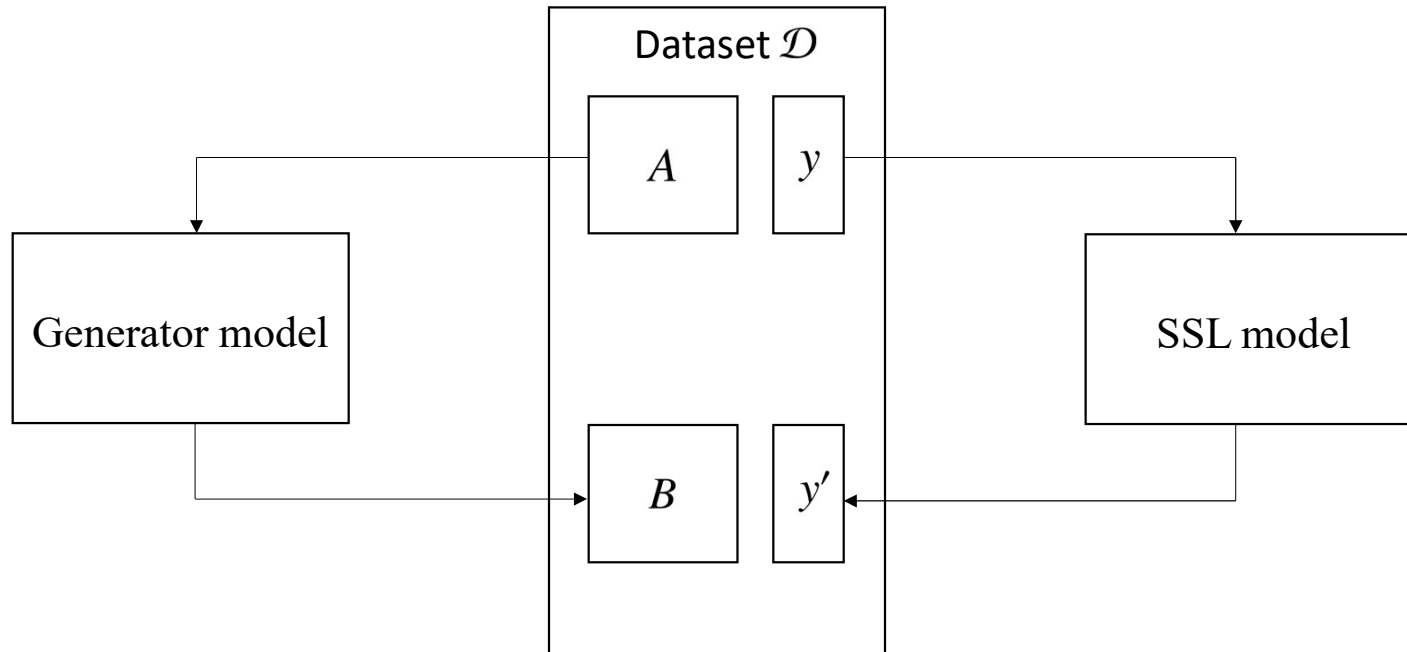 Dataset 𝒟
A
y
Generator model
SSL model
B
y′